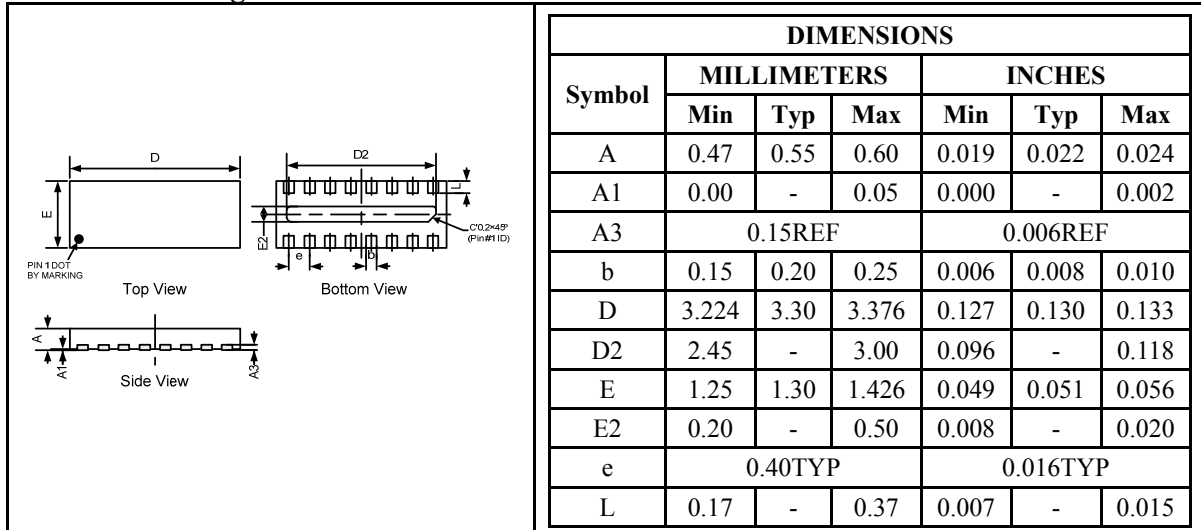 D
E
PIN 1 DOT
BY MARKING
Top View
D2
L
E2
e
b
C'0.2×45º
(Pin#1 ID)
Bottom View
A
A1
A3
Side View
DIMENSIONS
Symbol MILLIMETERS INCHES
Min Typ Max Min Typ Max
A 0.47 0.55 0.60 0.019 0.022 0.024
A1 0.00 - 0.05 0.000 - 0.002
A3 0.15REF 0.006REF
b 0.15 0.20 0.25 0.006 0.008 0.010
D 3.224 3.30 3.376 0.127 0.130 0.133
D2 2.45 - 3.00 0.096 - 0.118
E 1.25 1.30 1.426 0.049 0.051 0.056
E2 0.20 - 0.50 0.008 - 0.020
e 0.40TYP 0.016TYP
L 0.17 - 0.37 0.007 - 0.015